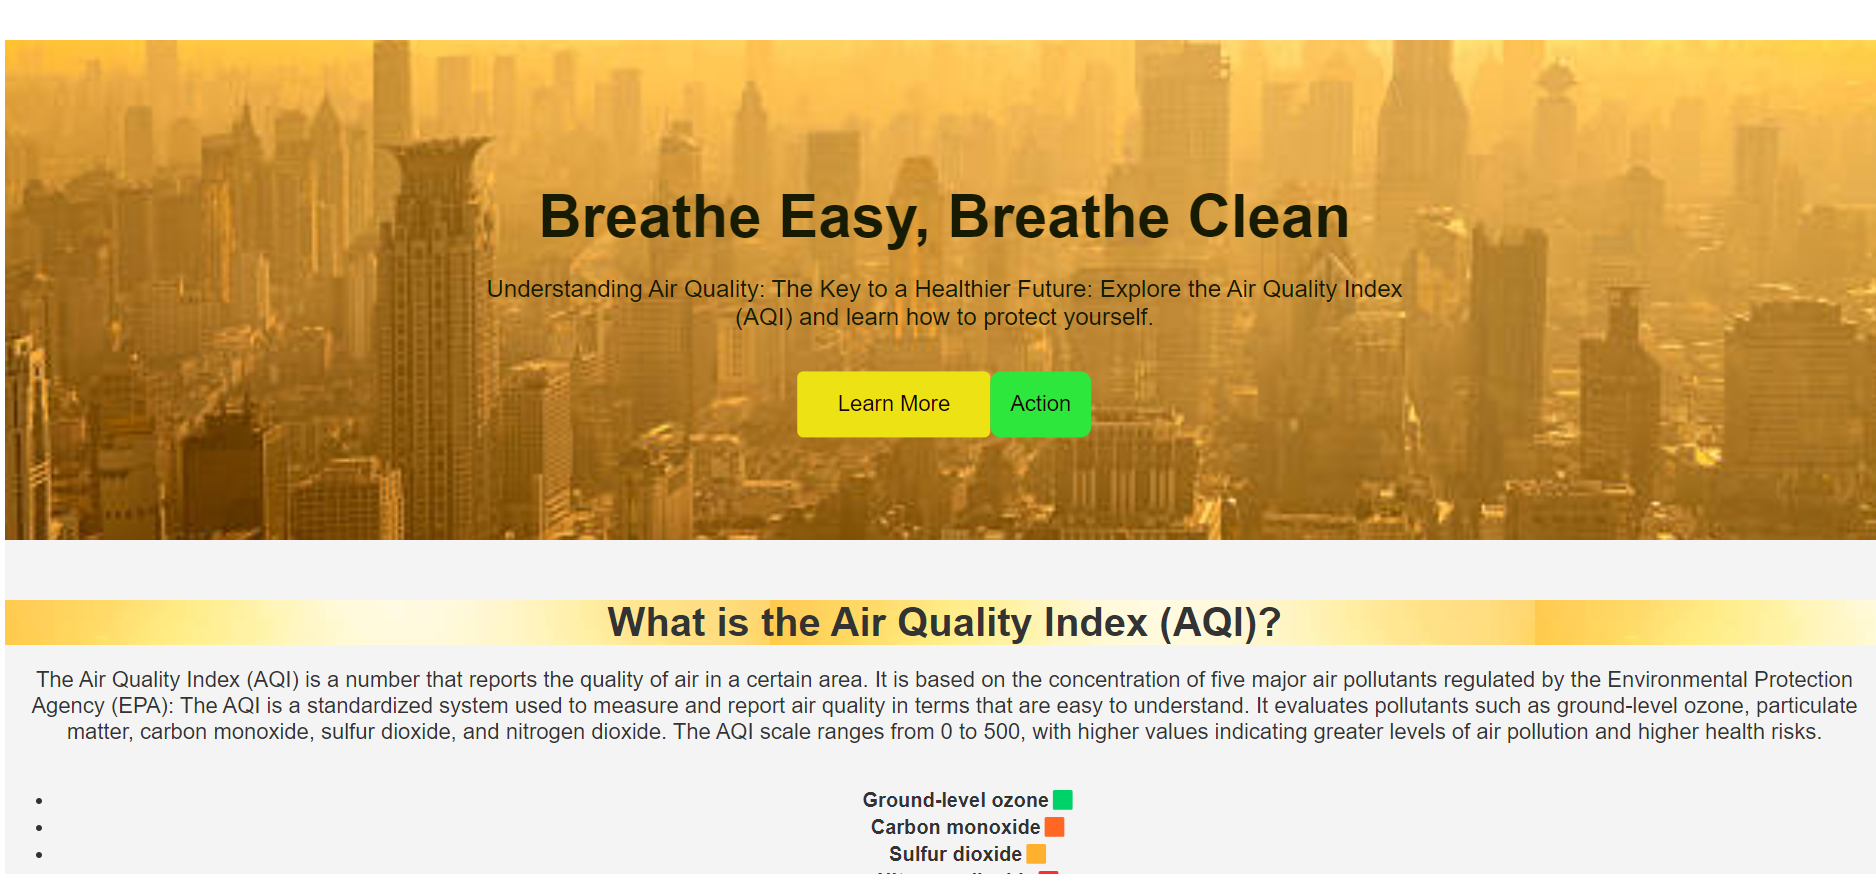 Breathe Easy, Breathe Clean
Understanding Air Quality: The Key to a Healthier Future: Explore the Air Quality Index
(AQI) and learn how to protect yourself.
Learn More
Action
What is the Air Quality Index (AQI)?
The Air Quality Index (AQI) is a number that reports the quality of air in a certain area. It is based on the concentration of five major air pollutants regulated by the Environmental Protection
Agency (EPA): The AQI is a standardized system used to measure and report air quality in terms that are easy to understand. It evaluates pollutants such as ground-level ozone, particulate
matter, carbon monoxide, sulfur dioxide, and nitrogen dioxide. The AQI scale ranges from 0 to 500, with higher values indicating greater levels of air pollution and higher health risks.
Ground-level ozone
Carbon monoxide
Sulfur dioxide